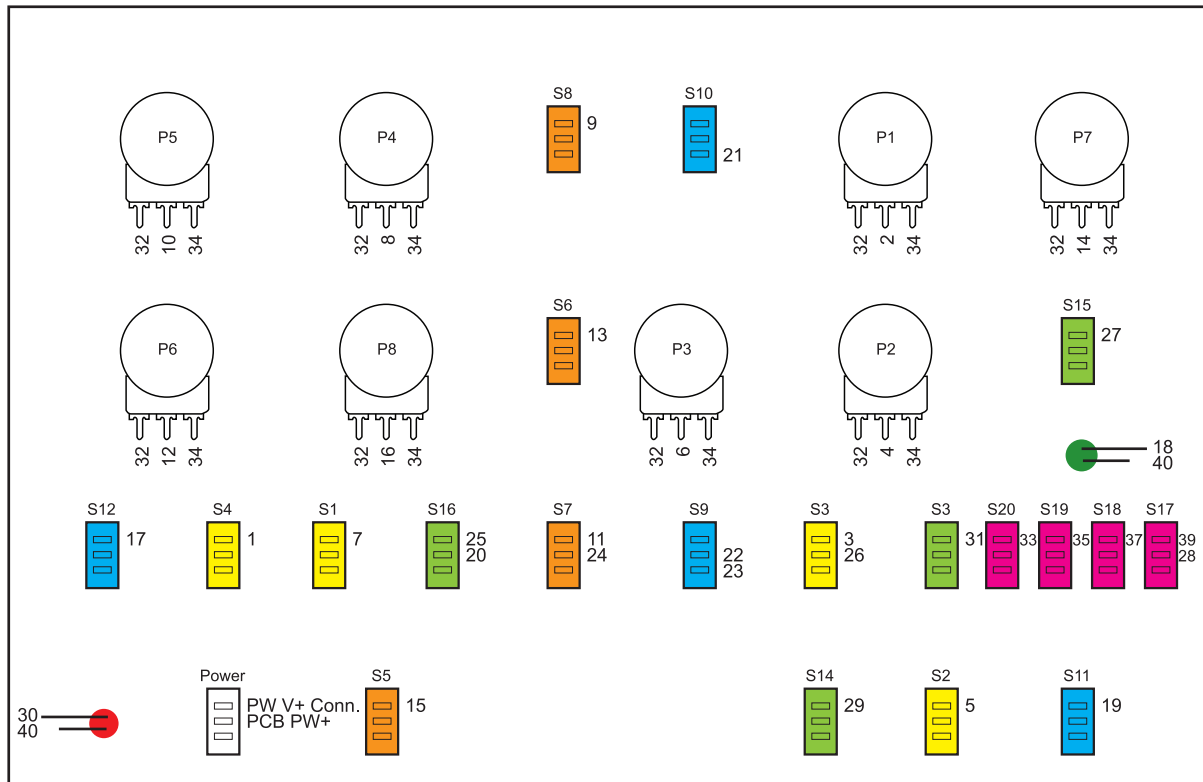 S8 S10
P5 P4 9 P1 P7
21
32 10 34 32 8 34 32 2 34 32 14 34
S6 S15
13 27
P6 P8 P3 P2
32 12 34 32 16 34 32 6 34 32 4 34
18
40
S12 S4 S1 S16 S7 S9 S3 S3 S20 S19 S18 S17
17 1 7 25 11 3 31 33 35 37 39
20 24 22 26 28
23
Power S5 S14 S2 S11
PW V+ Conn. 15 29 5 19
PCB PW+
30
40